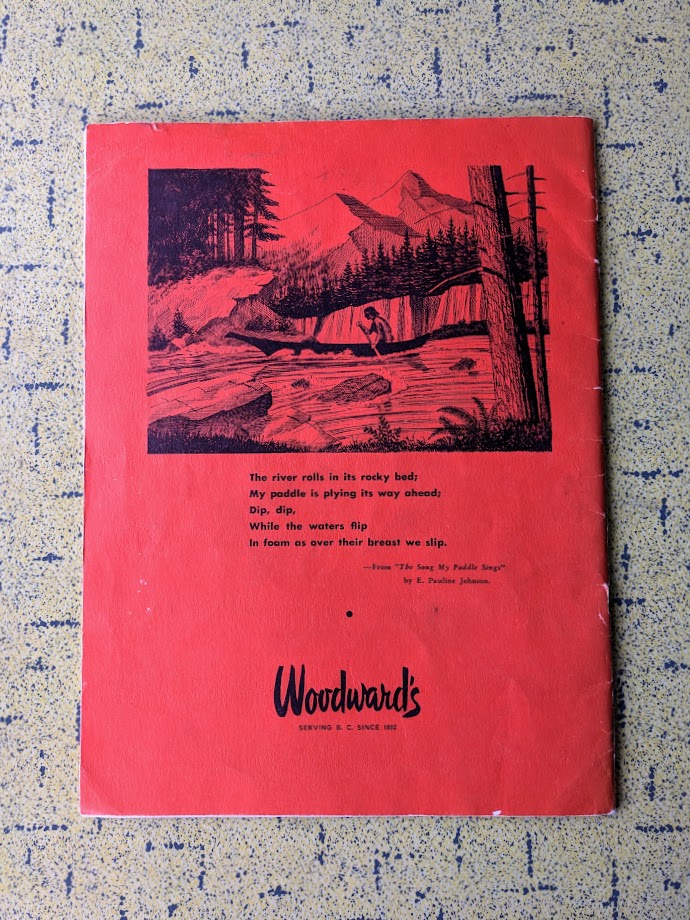 The river rolls in its rocky bed;
My paddle is plying its way ahead;
Dip, dip,
While the waters flip
In foam as over their breast we slip.
—From "The Song My Paddle Sings"
by E. Pauline Johnson.
Woodward's
SERVING B. C. SINCE 1892